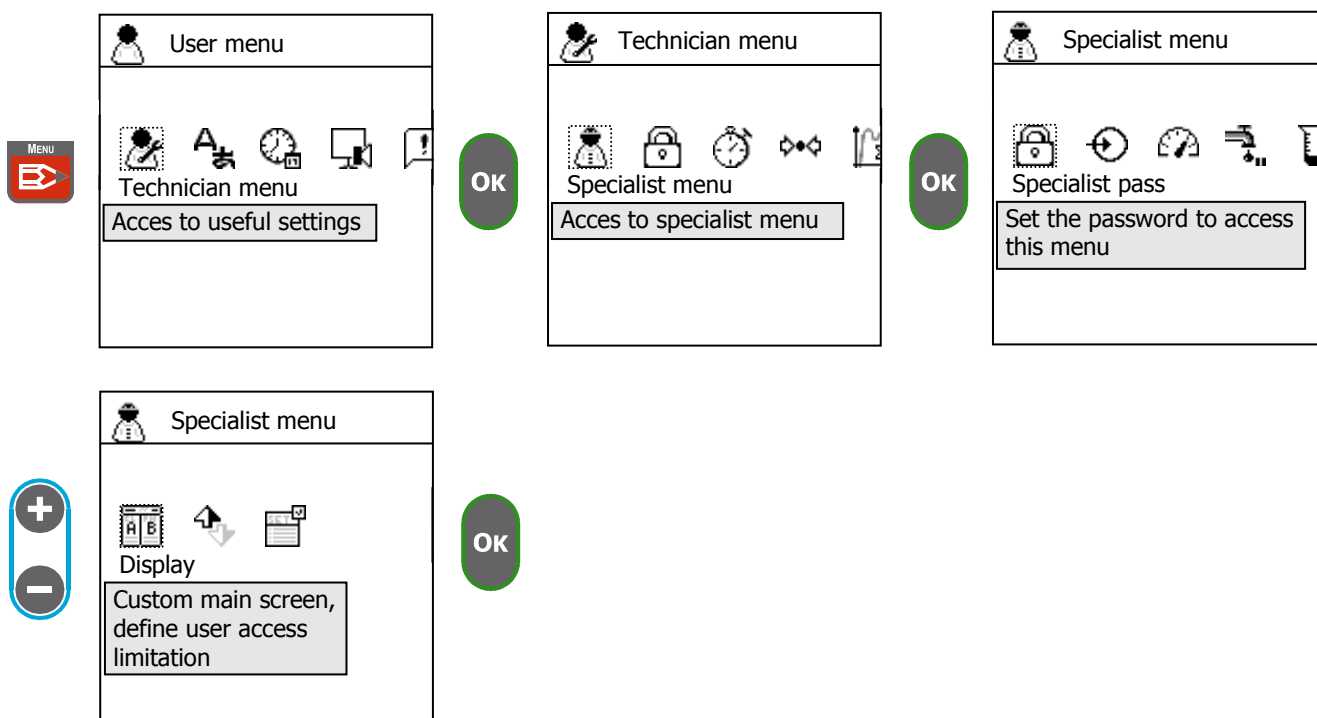 User menu
Technician menu
Specialist menu
MENU
Technician menu
Acces to useful settings
OK
Specialist menu
Acces to specialist menu
OK
Specialist pass
Set the password to access
this menu
Specialist menu
A B
Display
Custom main screen,
define user access
limitation
OK